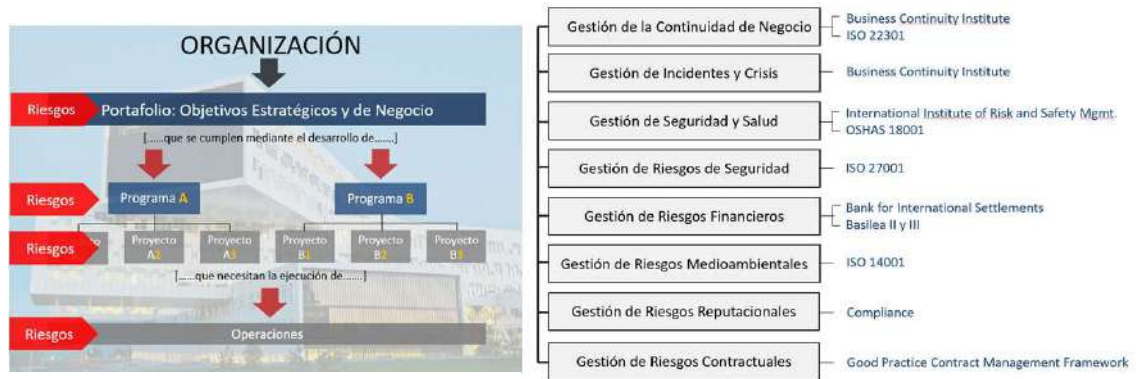 ORGANIZACIÓN
Riesgos
Portafolio: Objetivos Estratégicos y de Negocio
[......que se cumplen mediante el desarrollo de.......]
Riesgos
Programa A
Programa B
Riesgos
Proyecto A2
Proyecto A3
Proyecto B1
Proyecto B2
Proyecto B3
[......que necesitan la ejecución de.......]
Riesgos
Operaciones
Gestión de la Continuidad de Negocio
Business Continuity Institute
ISO 22301
Gestión de Incidentes y Crisis
Business Continuity Institute
Gestión de Seguridad y Salud
International Institute of Risk and Safety Mgmt.
OSHAS 18001
Gestión de Riesgos de Seguridad
ISO 27001
Gestión de Riesgos Financieros
Bank for International Settlements
Basilea II y III
Gestión de Riesgos Medioambientales
ISO 14001
Gestión de Riesgos Reputacionales
Compliance
Gestión de Riesgos Contractuales
Good Practice Contract Management Framework